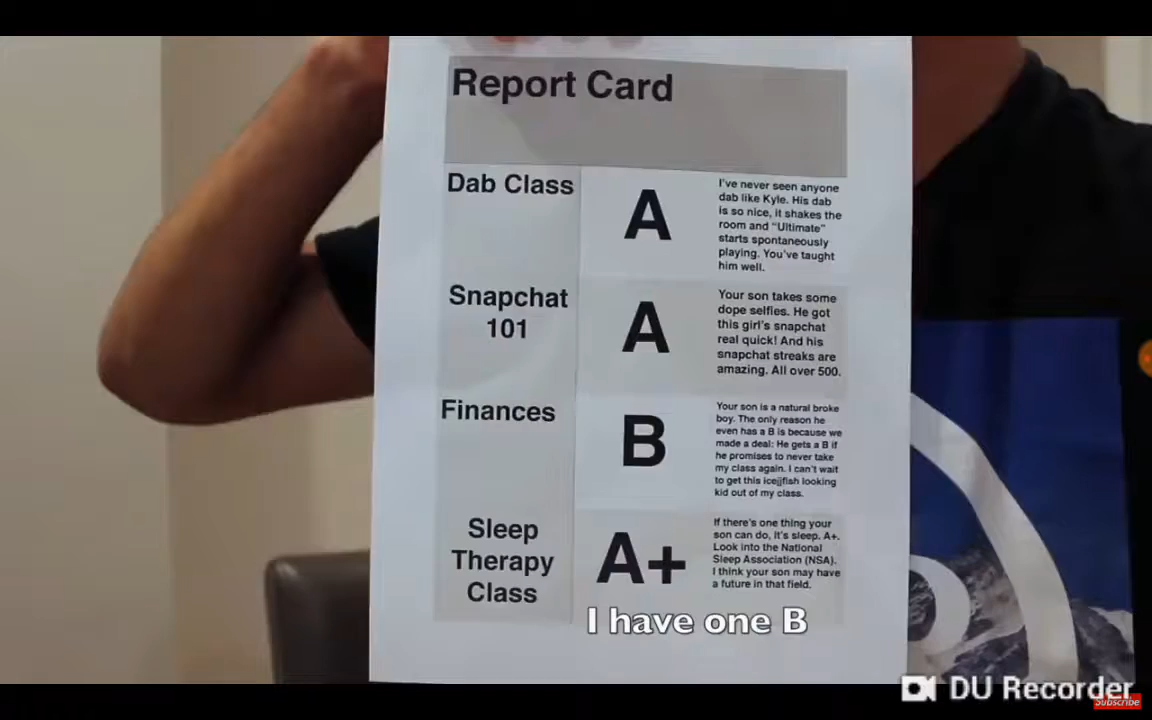 Report Card
Dab Class
A
I've never seen anyone
dab like Kyle. His dab
is so nice, it shakes the
room and "Ultimate"
starts spontaneously
playing. You've taught
him well.
Snapchat
101
A
Your son takes some
dope selfies. He got
this girl's snapchat
real quick! And his
snapchat streaks are
amazing. All over 500.
Finances
B
Your son is a natural broke
boy. The only reason he
even has a B is because we
made a deal: He gets a B if
he promises to never take
my class again. I can't wait
to get this icejjfish looking
kid out of my class.
Sleep
Therapy
Class
A+
If there's one thing your
son can do, it's sleep. A+.
Look into the National
Sleep Association (NSA).
I think your son may have
a future in that field.
I have one B
DU Recorder
Subscribe